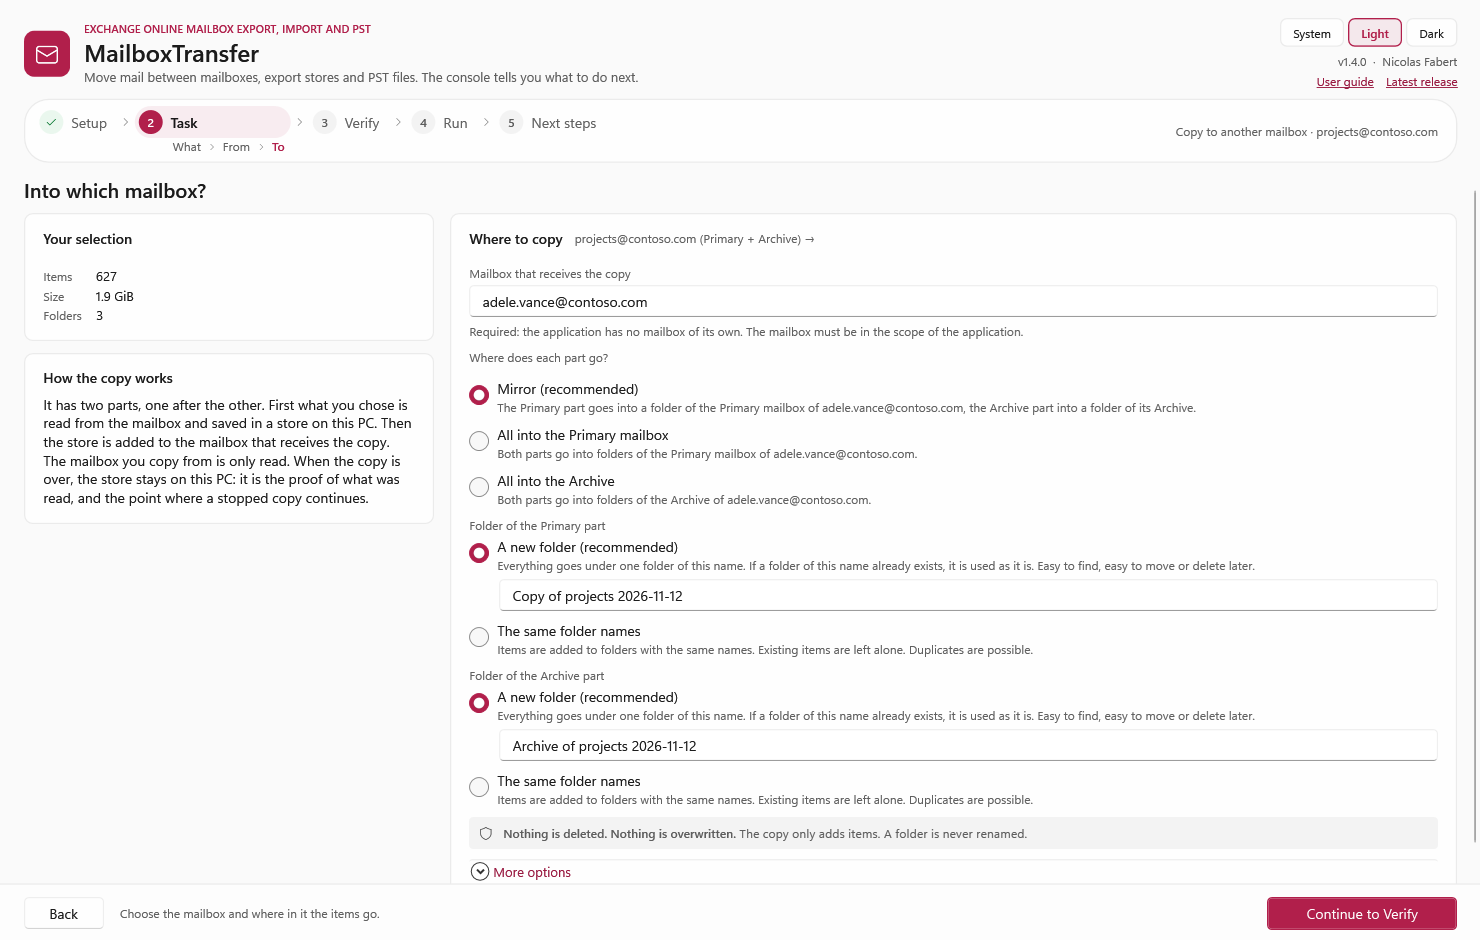 EXCHANGE ONLINE MAILBOX EXPORT, IMPORT AND PST
MailboxTransfer
Move mail between mailboxes, export stores and PST files. The console tells you what to do next.
System
Light
Dark
v1.4.0 · Nicolas Fabert
User guide
Latest release
Setup
2 Task
3 Verify
4 Run
5 Next steps
What
From
To
Copy to another mailbox · projects@contoso.com
Into which mailbox?
Your selection
Items 627
Size 1.9 GiB
Folders 3
How the copy works
It has two parts, one after the other. First what you chose is
read from the mailbox and saved in a store on this PC. Then
the store is added to the mailbox that receives the copy.
The mailbox you copy from is only read. When the copy is
over, the store stays on this PC: it is the proof of what was
read, and the point where a stopped copy continues.
Where to copy projects@contoso.com (Primary + Archive) →
Mailbox that receives the copy
adele.vance@contoso.com
Required: the application has no mailbox of its own. The mailbox must be in the scope of the application.
Where does each part go?
Mirror (recommended)
The Primary part goes into a folder of the Primary mailbox of adele.vance@contoso.com, the Archive part into a folder of its Archive.
All into the Primary mailbox
Both parts go into folders of the Primary mailbox of adele.vance@contoso.com.
All into the Archive
Both parts go into folders of the Archive of adele.vance@contoso.com.
Folder of the Primary part
A new folder (recommended)
Everything goes under one folder of this name. If a folder of this name already exists, it is used as it is. Easy to find, easy to move or delete later.
Copy of projects 2026-11-12
The same folder names
Items are added to folders with the same names. Existing items are left alone. Duplicates are possible.
Folder of the Archive part
A new folder (recommended)
Everything goes under one folder of this name. If a folder of this name already exists, it is used as it is. Easy to find, easy to move or delete later.
Archive of projects 2026-11-12
The same folder names
Items are added to folders with the same names. Existing items are left alone. Duplicates are possible.
Nothing is deleted. Nothing is overwritten. The copy only adds items. A folder is never renamed.
More options
Back
Choose the mailbox and where in it the items go.
Continue to Verify